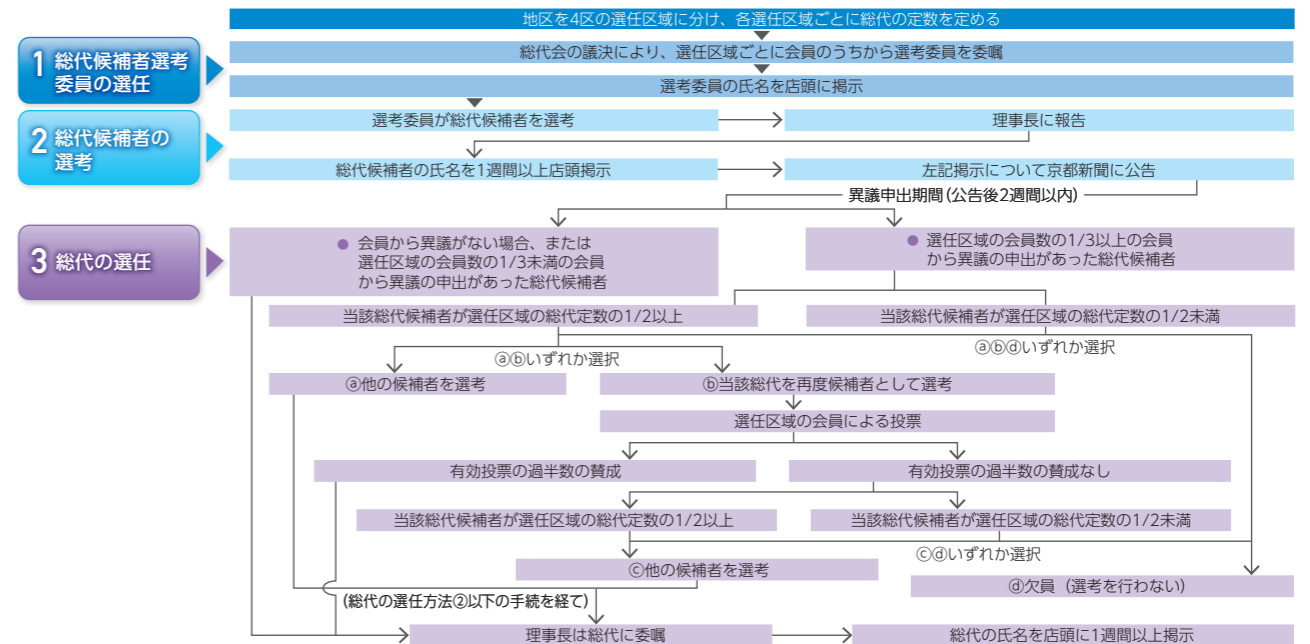 地区を4区の選任区域に分け、各選任区域ごとに総代の定数を定める
1 総代候補者選考
委員の選任
総代会の議決により、選任区域ごとに会員のうちから選考委員を委嘱
選考委員の氏名を店頭に掲示
2 総代候補者の
選考
選考委員が総代候補者を選考
理事長に報告
総代候補者の氏名を1週間以上店頭掲示
左記掲示について京都新聞に公告
異議申出期間(公告後2週間以内)
3 総代の選任
● 会員から異議がない場合、または
選任区域の会員数の1/3未満の会員
から異議の申出があった総代候補者
● 選任区域の会員数の1/3以上の会員
から異議の申出があった総代候補者
当該総代候補者が選任区域の総代定数の1/2以上
当該総代候補者が選任区域の総代定数の1/2未満
ⓐⓑいずれか選択
ⓐⓑⓓいずれか選択
ⓐ他の候補者を選考
ⓑ当該総代を再度候補者として選考
選任区域の会員による投票
有効投票の過半数の賛成
有効投票の過半数の賛成なし
当該総代候補者が選任区域の総代定数の1/2以上
当該総代候補者が選任区域の総代定数の1/2未満
ⓒⓓいずれか選択
ⓒ他の候補者を選考
ⓓ欠員(選考を行わない)
(総代の選任方法②以下の手続を経て)
理事長は総代に委嘱
総代の氏名を店頭に1週間以上掲示